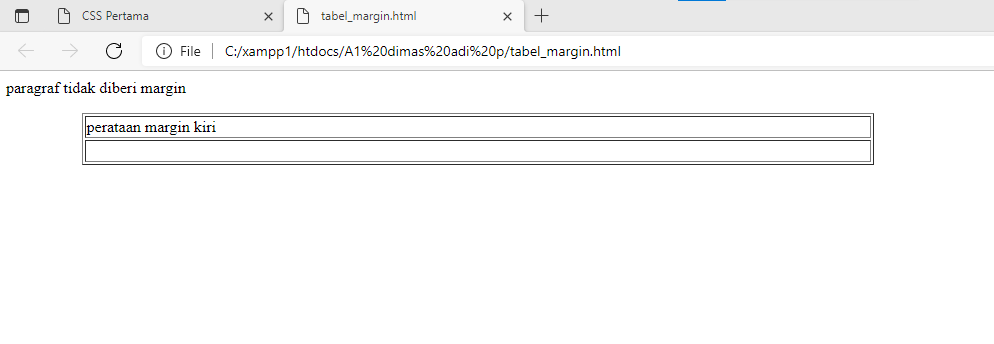 CSS Pertama
tabel_margin.html
File
C:/xampp1/htdocs/A1%20dimas%20adi%20p/tabel_margin.html
paragraf tidak diberi margin
perataan margin kiri